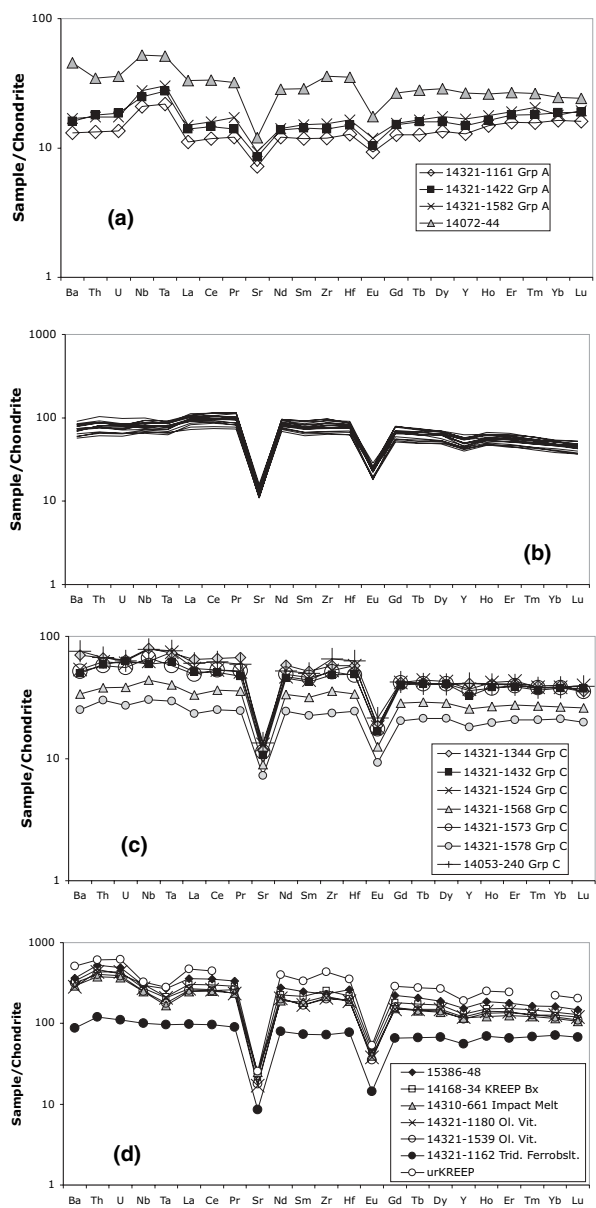 100
10
1
Sample/Chondrite
(a)
14321-1161 Grp A
14321-1422 Grp A
14321-1582 Grp A
14072-44
Ba Th U Nb Ta La Ce Pr Sr Nd Sm Zr Hf Eu Gd Tb Dy Y Ho Er Tm Yb Lu
1000
100
10
1
Sample/Chondrite
(b)
Ba Th U Nb Ta La Ce Pr Sr Nd Sm Zr Hf Eu Gd Tb Dy Y Ho Er Tm Yb Lu
100
10
1
Sample/Chondrite
(c)
14321-1344 Grp C
14321-1432 Grp C
14321-1524 Grp C
14321-1568 Grp C
14321-1573 Grp C
14321-1578 Grp C
14053-240 Grp C
Ba Th U Nb Ta La Ce Pr Sr Nd Sm Zr Hf Eu Gd Tb Dy Y Ho Er Tm Yb Lu
1000
100
10
1
Sample/Chondrite
(d)
15386-48
14168-34 KREEP Bx
14310-661 Impact Melt
14321-1180 Ol. Vit.
14321-1539 Ol. Vit.
14321-1162 Trid. Ferrobslt.
urKREEP
Ba Th U Nb Ta La Ce Pr Sr Nd Sm Zr Hf Eu Gd Tb Dy Y Ho Er Tm Yb Lu